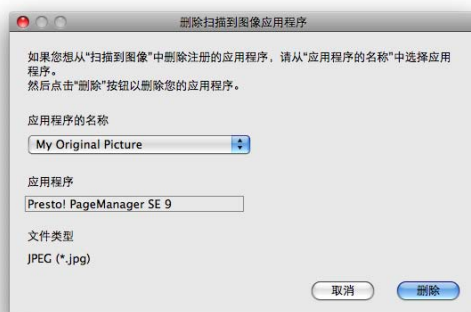 删除扫描到图像应用程序
如果您想从“扫描到图像”中删除注册的应用程序，请从“应用程序的名称”中选择应用
程序。
然后点击“删除”按钮以删除您的应用程序。
应用程序的名称
My Original Picture
应用程序
Presto! PageManager SE 9
文件类型
JPEG (*.jpg)
取消 删除